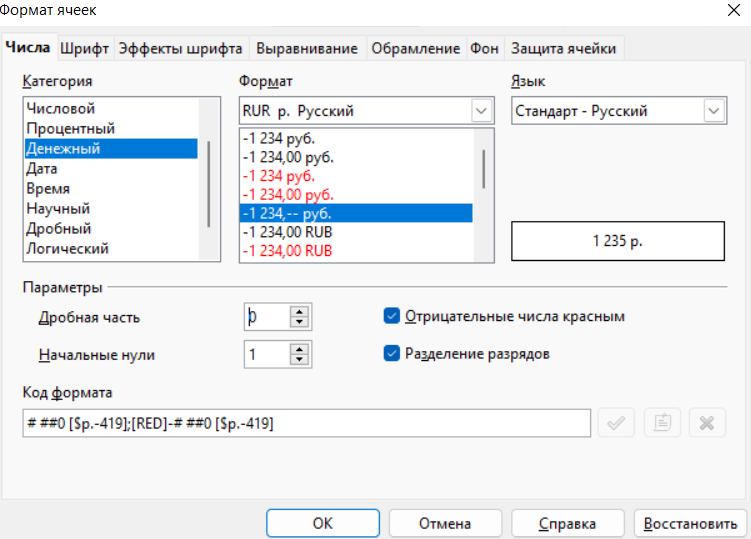 Формат ячеек
Числа Шрифт Эффекты шрифта Выравнивание Обрамление Фон Защита ячейки
Категория Формат Язык
Числовой
Процентный
Денежный
Дата
Время
Научный
Дробный
Логический
RUR р. Русский
-1 234 руб.
-1 234,00 руб.
-1 234 руб.
-1 234,00 руб.
-1 234,-- руб.
-1 234,00 RUB
-1 234,00 RUB
Стандарт - Русский
1 235 р.
Параметры
Дробная часть 0
Отрицательные числа красным
Начальные нули 1
Разделение разрядов
Код формата
# ##0 [$р.-419];[RED]-# ##0 [$р.-419]
ОК Отмена Справка Восстановить